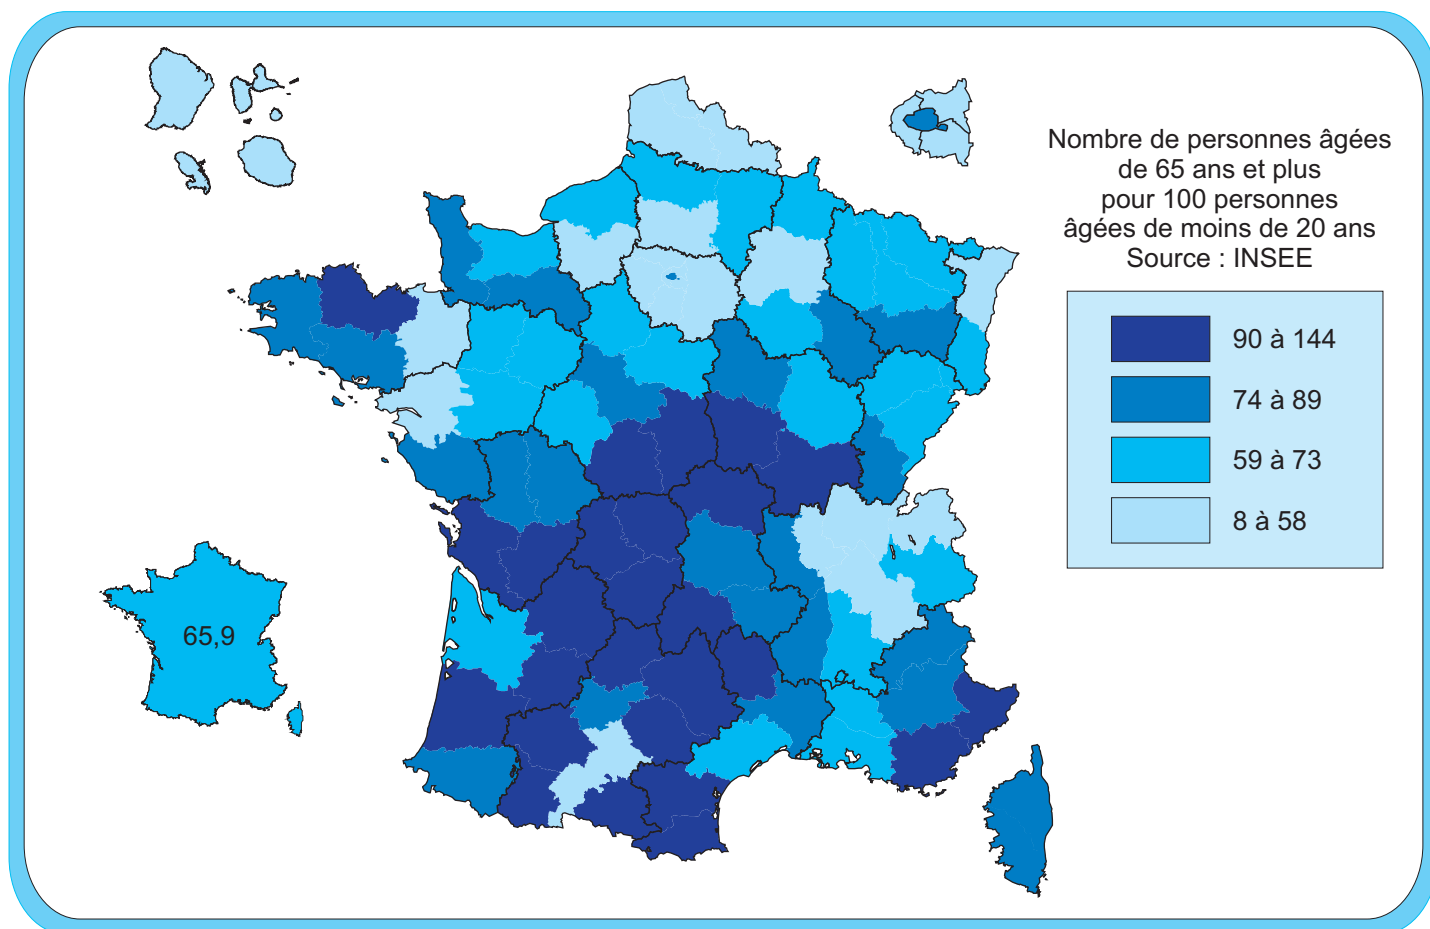 Nombre de personnes âgées
de 65 ans et plus
pour 100 personnes
âgées de moins de 20 ans
Source : INSEE
90 à 144
74 à 89
59 à 73
8 à 58
65,9